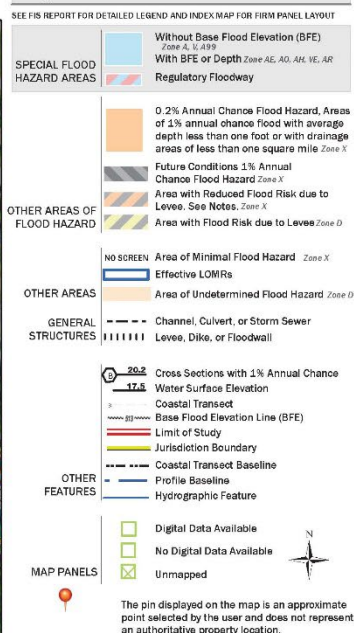 SEE FIS REPORT FOR DETAILED LEGEND AND INDEX MAP FOR FIRM PANEL LAYOUT
SPECIAL FLOOD
HAZARD AREAS
Without Base Flood Elevation (BFE)
Zone A, V, A99
With BFE or Depth Zone AE, AO, AH, VE, AR
Regulatory Floodway
OTHER AREAS OF
FLOOD HAZARD
0.2% Annual Chance Flood Hazard, Areas
of 1% annual chance flood with average
depth less than one foot or with drainage
areas of less than one square mile Zone X
Future Conditions 1% Annual
Chance Flood Hazard Zone X
Area with Reduced Flood Risk due to
Levee. See Notes. Zone X
Area with Flood Risk due to Levee Zone D
OTHER AREAS
NO SCREEN Area of Minimal Flood Hazard Zone X
Effective LOMRs
Area of Undetermined Flood Hazard Zone D
GENERAL
STRUCTURES
Channel, Culvert, or Storm Sewer
Levee, Dike, or Floodwall
OTHER
FEATURES
B 20.2 Cross Sections with 1% Annual Chance
17.5 Water Surface Elevation
Coastal Transect
Base Flood Elevation Line (BFE)
Limit of Study
Jurisdiction Boundary
Coastal Transect Baseline
Profile Baseline
Hydrographic Feature
MAP PANELS
Digital Data Available
No Digital Data Available
Unmapped
N
The pin displayed on the map is an approximate
point selected by the user and does not represent
an authoritative property location.